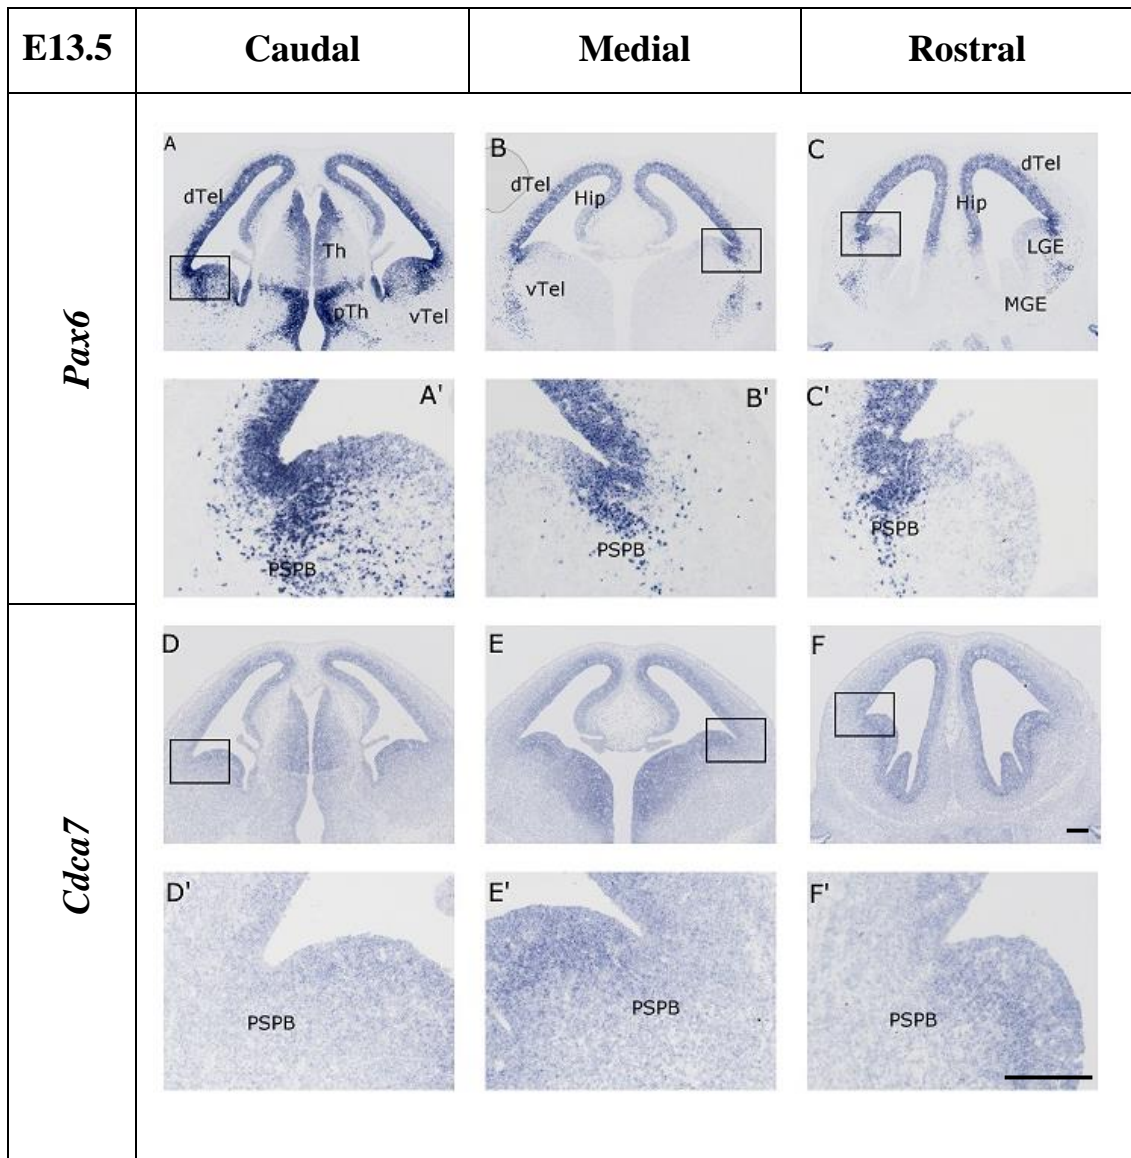 E13.5 Caudal Medial Rostral
Pax6
A
dTel
Th
pTh
vTel
B
dTel
Hip
vTel
C
dTel
Hip
LGE
MGE
A'
PSPB
B'
PSPB
C'
PSPB
Cdca7
D
E
F
D'
PSPB
E'
PSPB
F'
PSPB